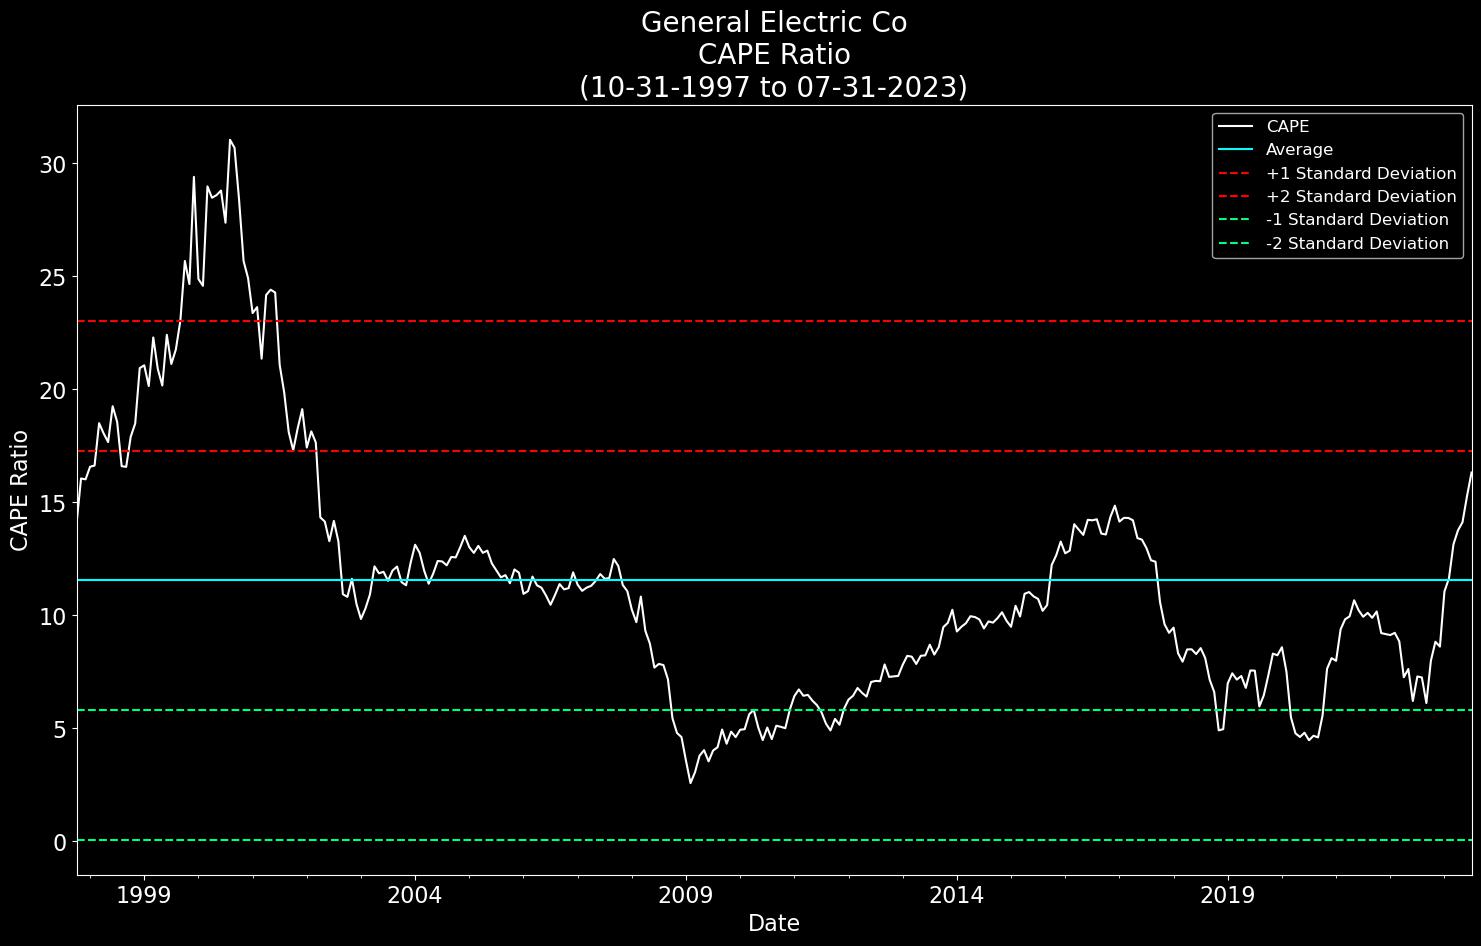 General Electric Co
CAPE Ratio
(10-31-1997 to 07-31-2023)
CAPE
Average
+1 Standard Deviation
+2 Standard Deviation
-1 Standard Deviation
-2 Standard Deviation
CAPE Ratio
30
25
20
15
10
5
0
1999 2004 2009 2014 2019
Date